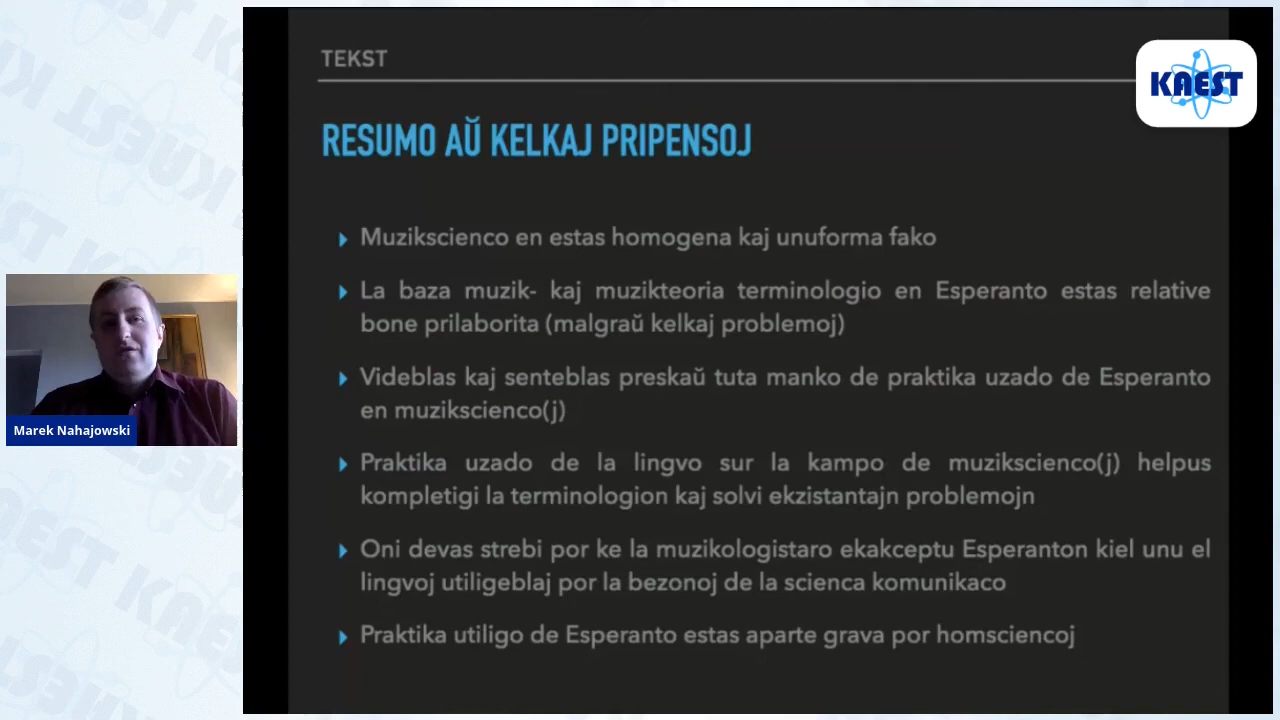 TEKST
KAEST
RESUMO AŬ KELKAJ PRIPENSOJ
Muzikscienco en estas homogena kaj unuforma fako
La baza muzik- kaj muzikteoria terminologio en Esperanto estas relative
bone prilaborita (malgraŭ kelkaj problemoj)
Videblas kaj senteblas preskaŭ tuta manko de praktika uzado de Esperanto
en muzikscienco(j)
Praktika uzado de la lingvo sur la kampo de muzikscienco(j) helpus
kompletigi la terminologion kaj solvi ekzistantajn problemojn
Oni devas strebi por ke la muzikologistaro ekakceptu Esperanton kiel unu el
lingvoj utiligeblaj por la bezonoj de la scienca komunikaco
Praktika utiligo de Esperanto estas aparte grava por homsciencoj
Marek Nahajowski